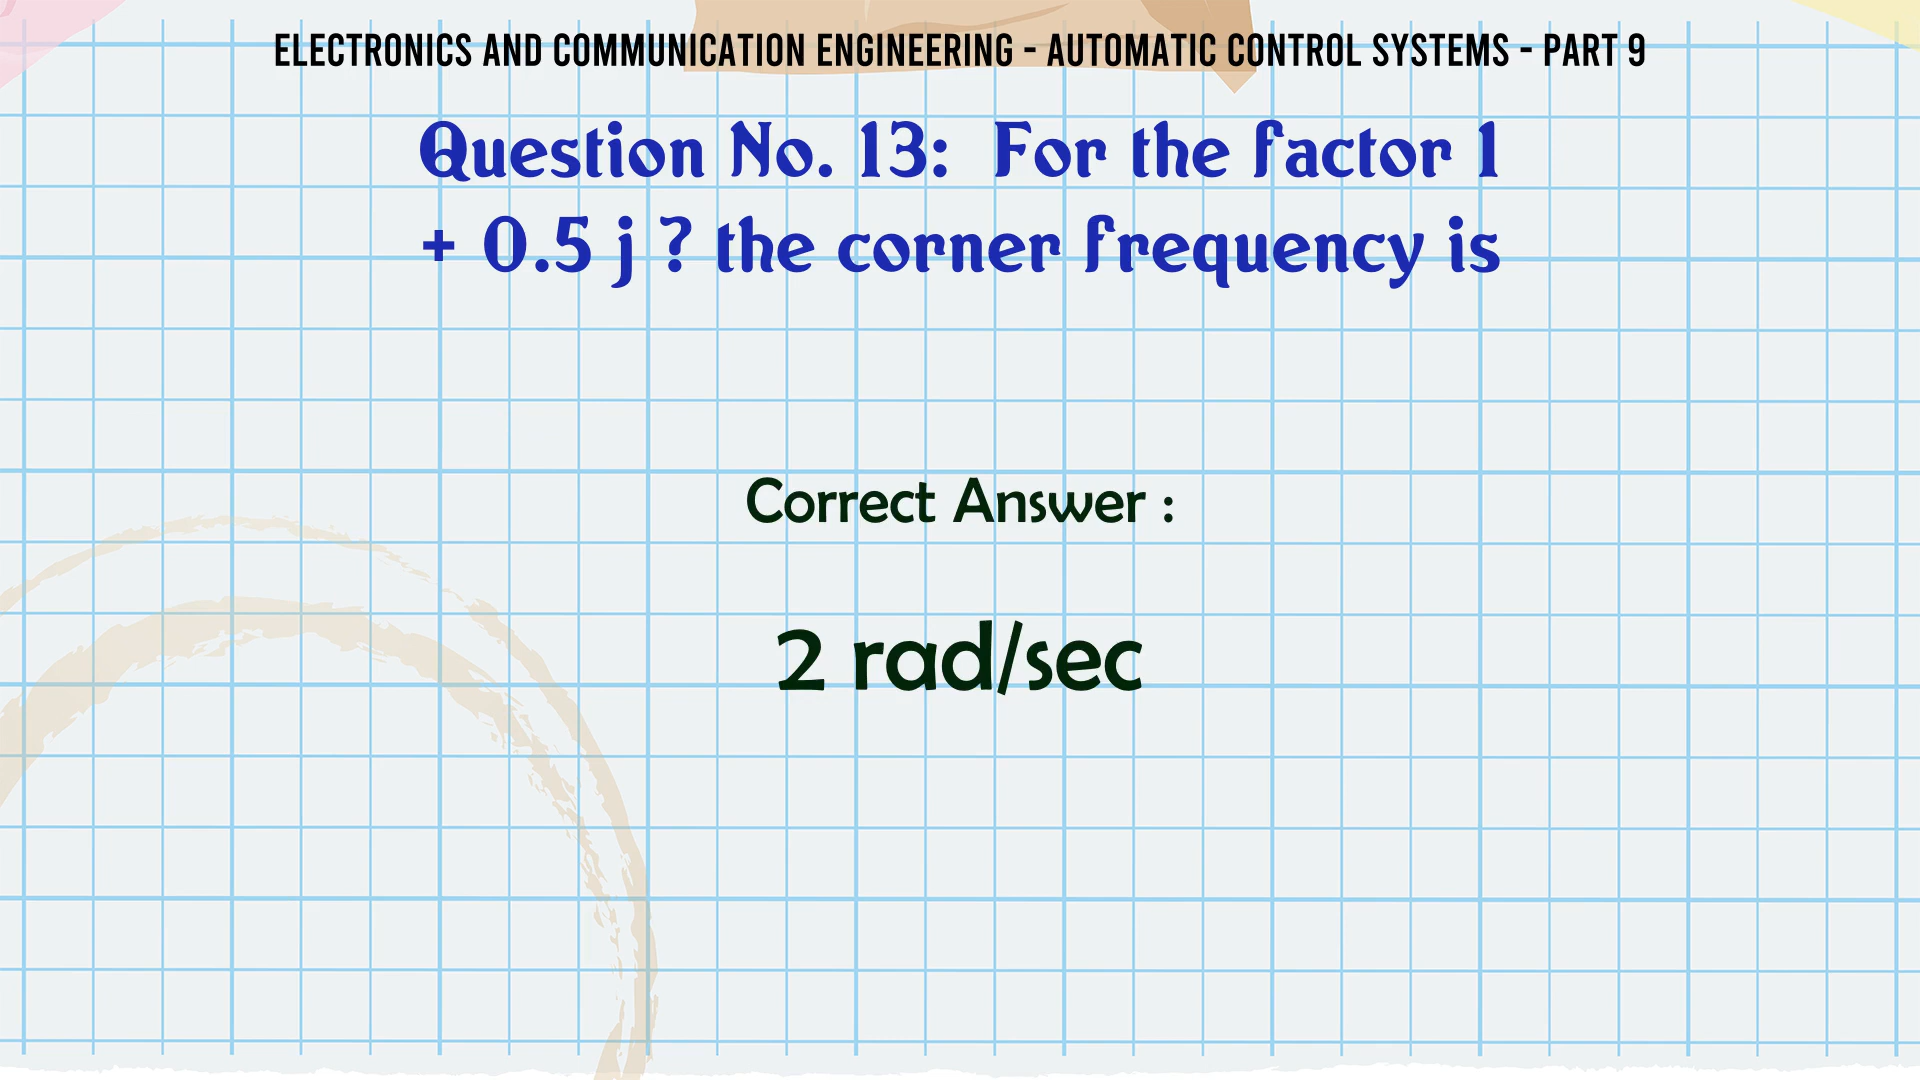 ELECTRONICS AND COMMUNICATION ENGINEERING - AUTOMATIC CONTROL SYSTEMS - PART 9
Question No. 13: For the factor 1
+ 0.5 j ? the corner frequency is
Correct Answer :
2 rad/sec